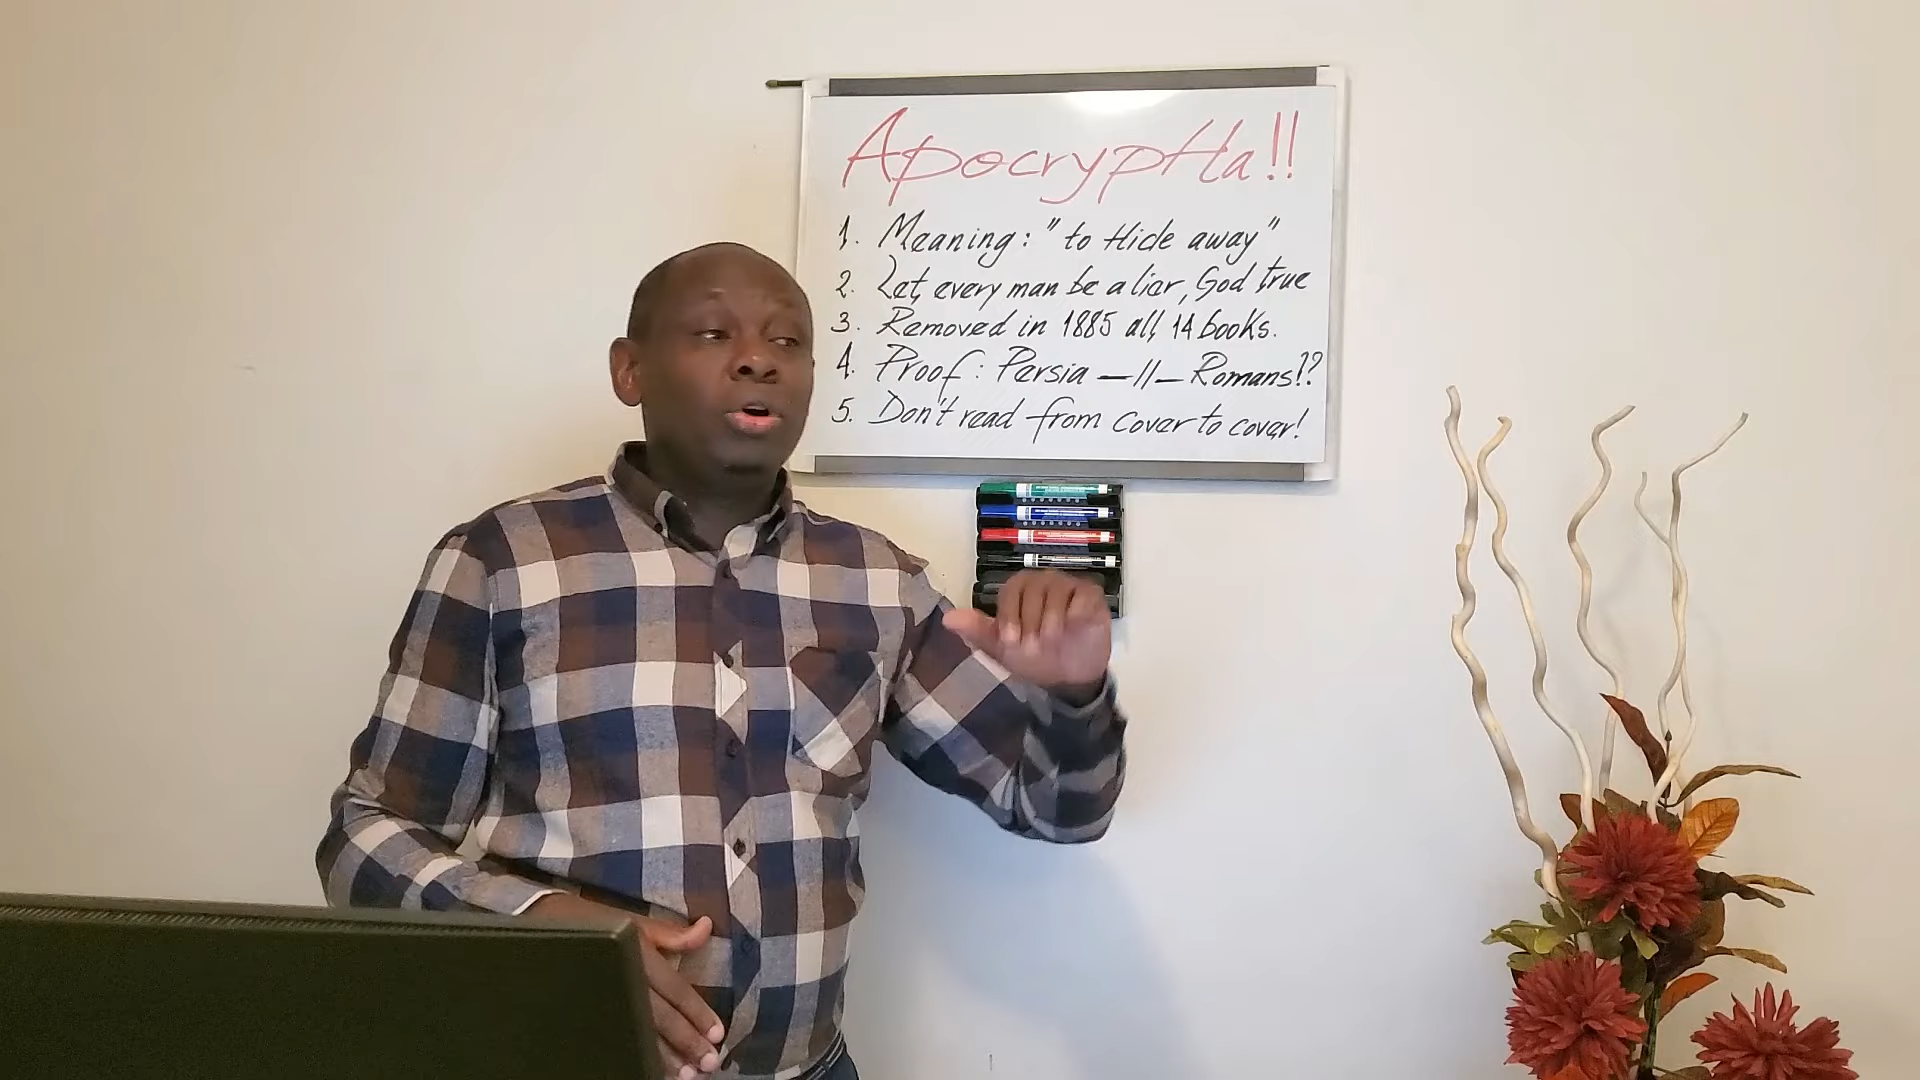 ApocrypHa!!
1. Meaning: "to Hide away"
2. Let every man be a liar, God true
3. Removed in 1885 all 14 books.
4. Proof: Persia —||— Romans!?
5. Don't read from cover to cover!